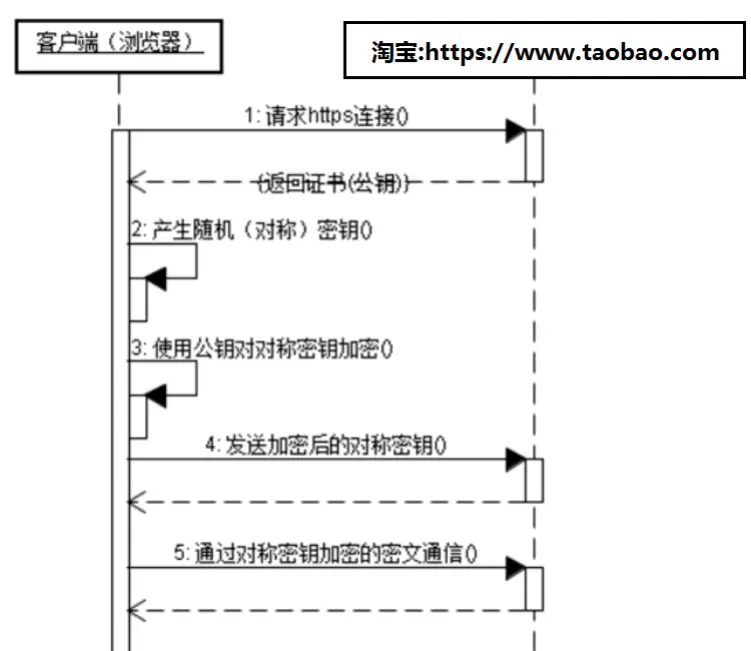 客户端（浏览器）
淘宝:https://www.taobao.com
1: 请求https连接()
(返回证书(公钥))
2: 产生随机（对称）密钥()
3: 使用公钥对对称密钥加密()
4: 发送加密后的对称密钥()
5: 通过对称密钥加密的密文通信()